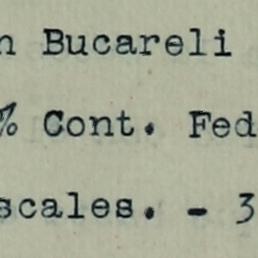 n Bucareli
% Cont. Fed
scales. - 3